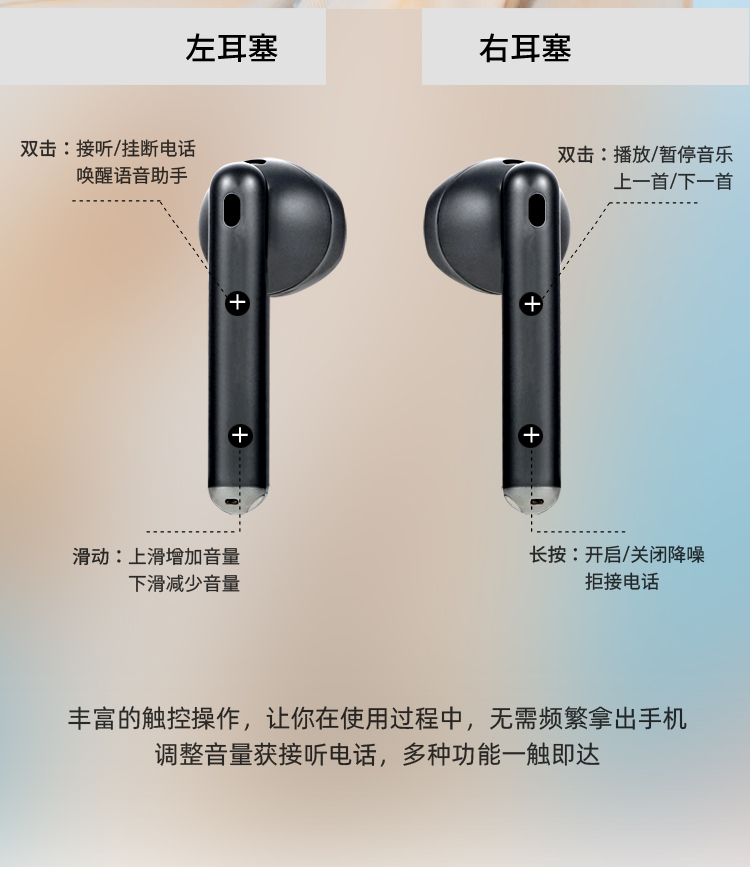 左耳塞
右耳塞
双击：接听/挂断电话
唤醒语音助手
双击：播放/暂停音乐
上一首/下一首
滑动：上滑增加音量
下滑减少音量
长按：开启/关闭降噪
拒接电话
丰富的触控操作，让你在使用过程中，无需频繁拿出手机
调整音量获接听电话，多种功能一触即达